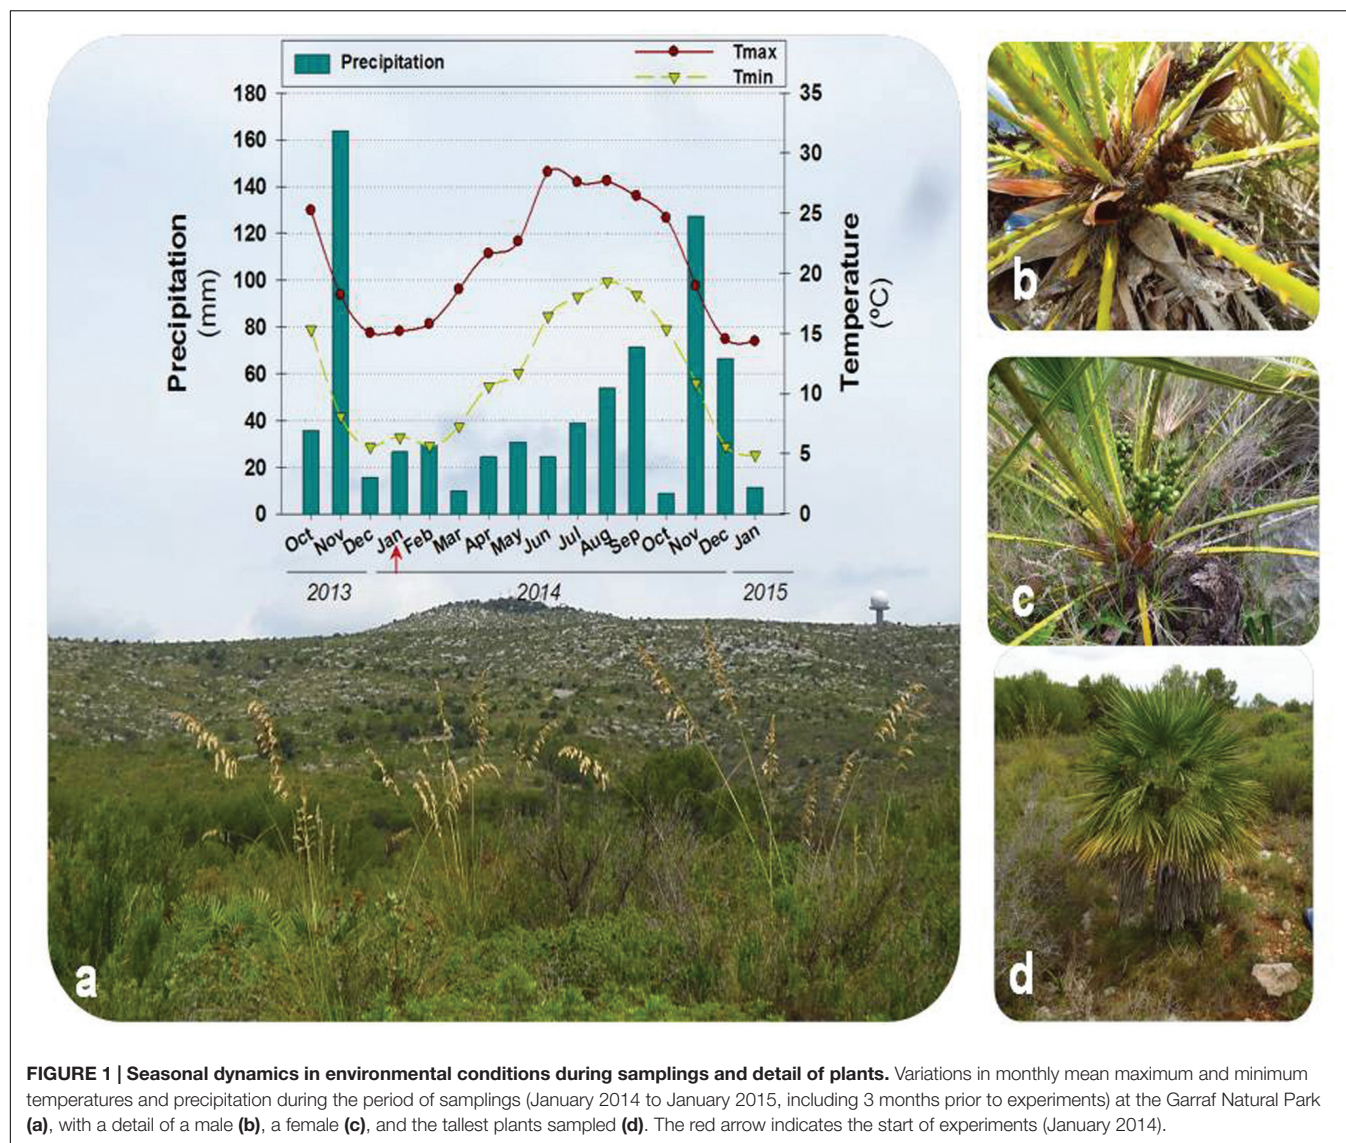 Precipitation
Tmax
Tmin
180
160
140
120
100
80
60
40
20
0
35
30
25
20
15
10
5
0
Precipitation
(mm)
Temperature
(ºC)
Oct Nov Dec Jan Feb Mar Apr May Jun Jul Aug Sep Oct Nov Dec Jan
2013 2014 2015
a
b
c
d
FIGURE 1 | Seasonal dynamics in environmental conditions during samplings and detail of plants. Variations in monthly mean maximum and minimum
temperatures and precipitation during the period of samplings (January 2014 to January 2015, including 3 months prior to experiments) at the Garraf Natural Park
(a), with a detail of a male (b), a female (c), and the tallest plants sampled (d). The red arrow indicates the start of experiments (January 2014).